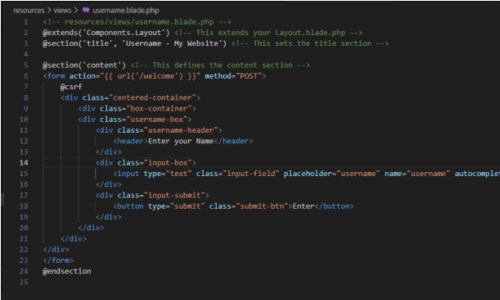 resources > views > username.blade.php
1 <!-- resources/views/username.blade.php -->
2 @extends('Components.Layout') <!-- This extends your Layout.blade.php -->
3 @section('title', 'Username - My Website') <!-- This sets the title section -->
4
5 @section('content') <!-- This defines the content section -->
6 <form action="{{ url('/welcome') }}" method="POST">
7 @csrf
8 <div class="centered-container">
9 <div class="box-container">
10 <div class="username-box">
11 <div class="username-header">
12 <header>Enter your Name</header>
13 </div>
14 <div class="input-box">
15 <input type="text" class="input-field" placeholder="username" name="username" autocomplet
16 </div>
17 <div class="input-submit">
18 <button type="submit" class="submit-btn">Enter</button>
19 </div>
20 </div>
21 </div>
22 </div>
23 </form>
24 @endsection
25